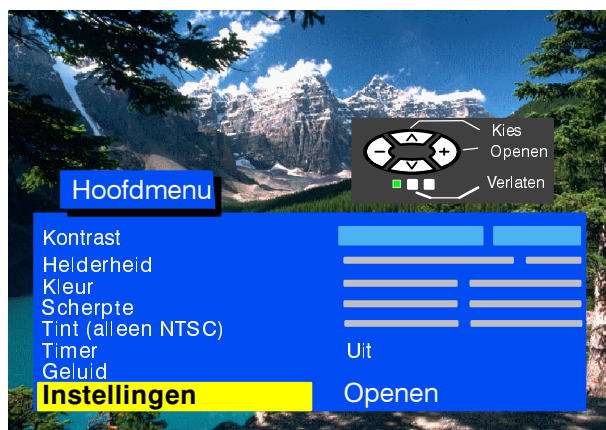 Kies
Openen
Verlaten
Hoofdmenu
Kontrast
Helderheid
Kleur
Scherpte
Tint (alleen NTSC)
Timer Uit
Geluid
Instellingen Openen